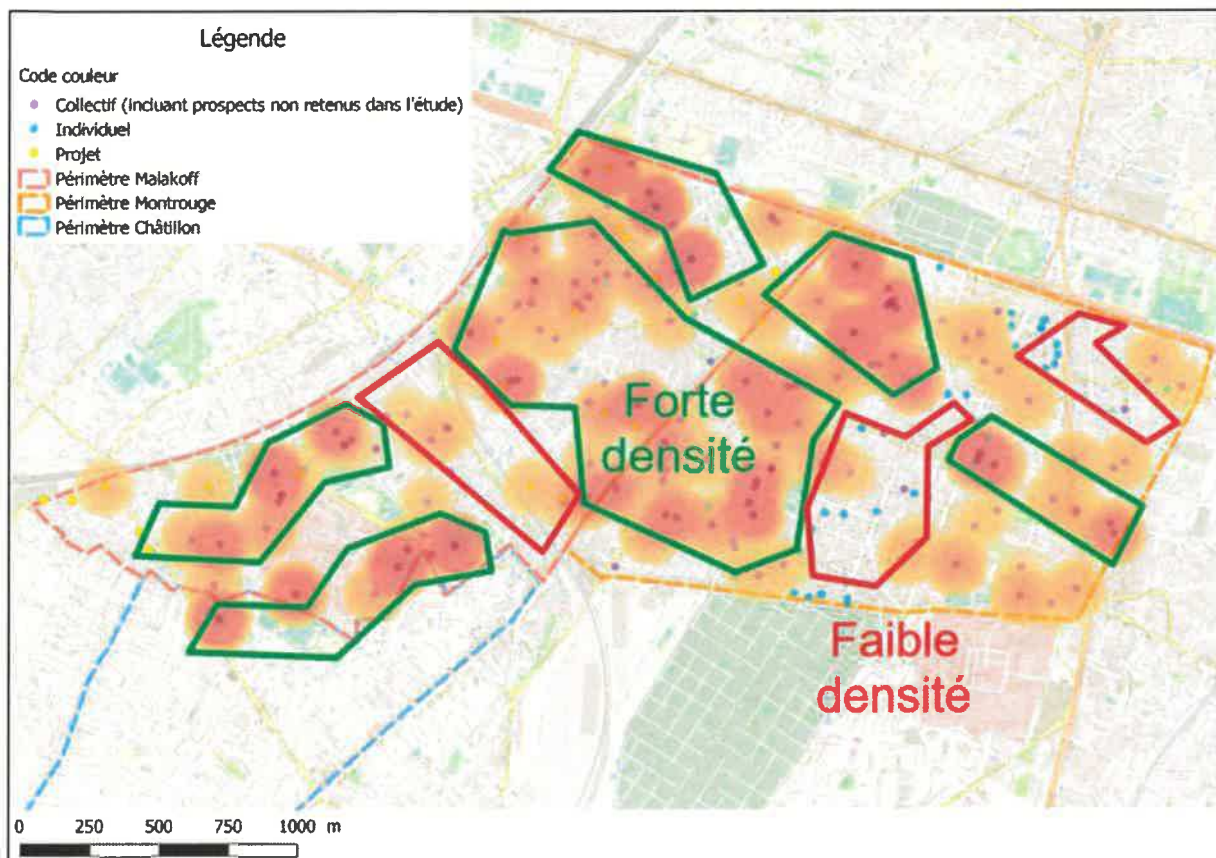 Légende
Code couleur
Collectif (incluant prospects non retenus dans l'étude)
Individuel
Projet
Périmètre Malakoff
Périmètre Montrouge
Périmètre Châtillon
Forte
densité
Faible
densité
0 250 500 750 1000 m